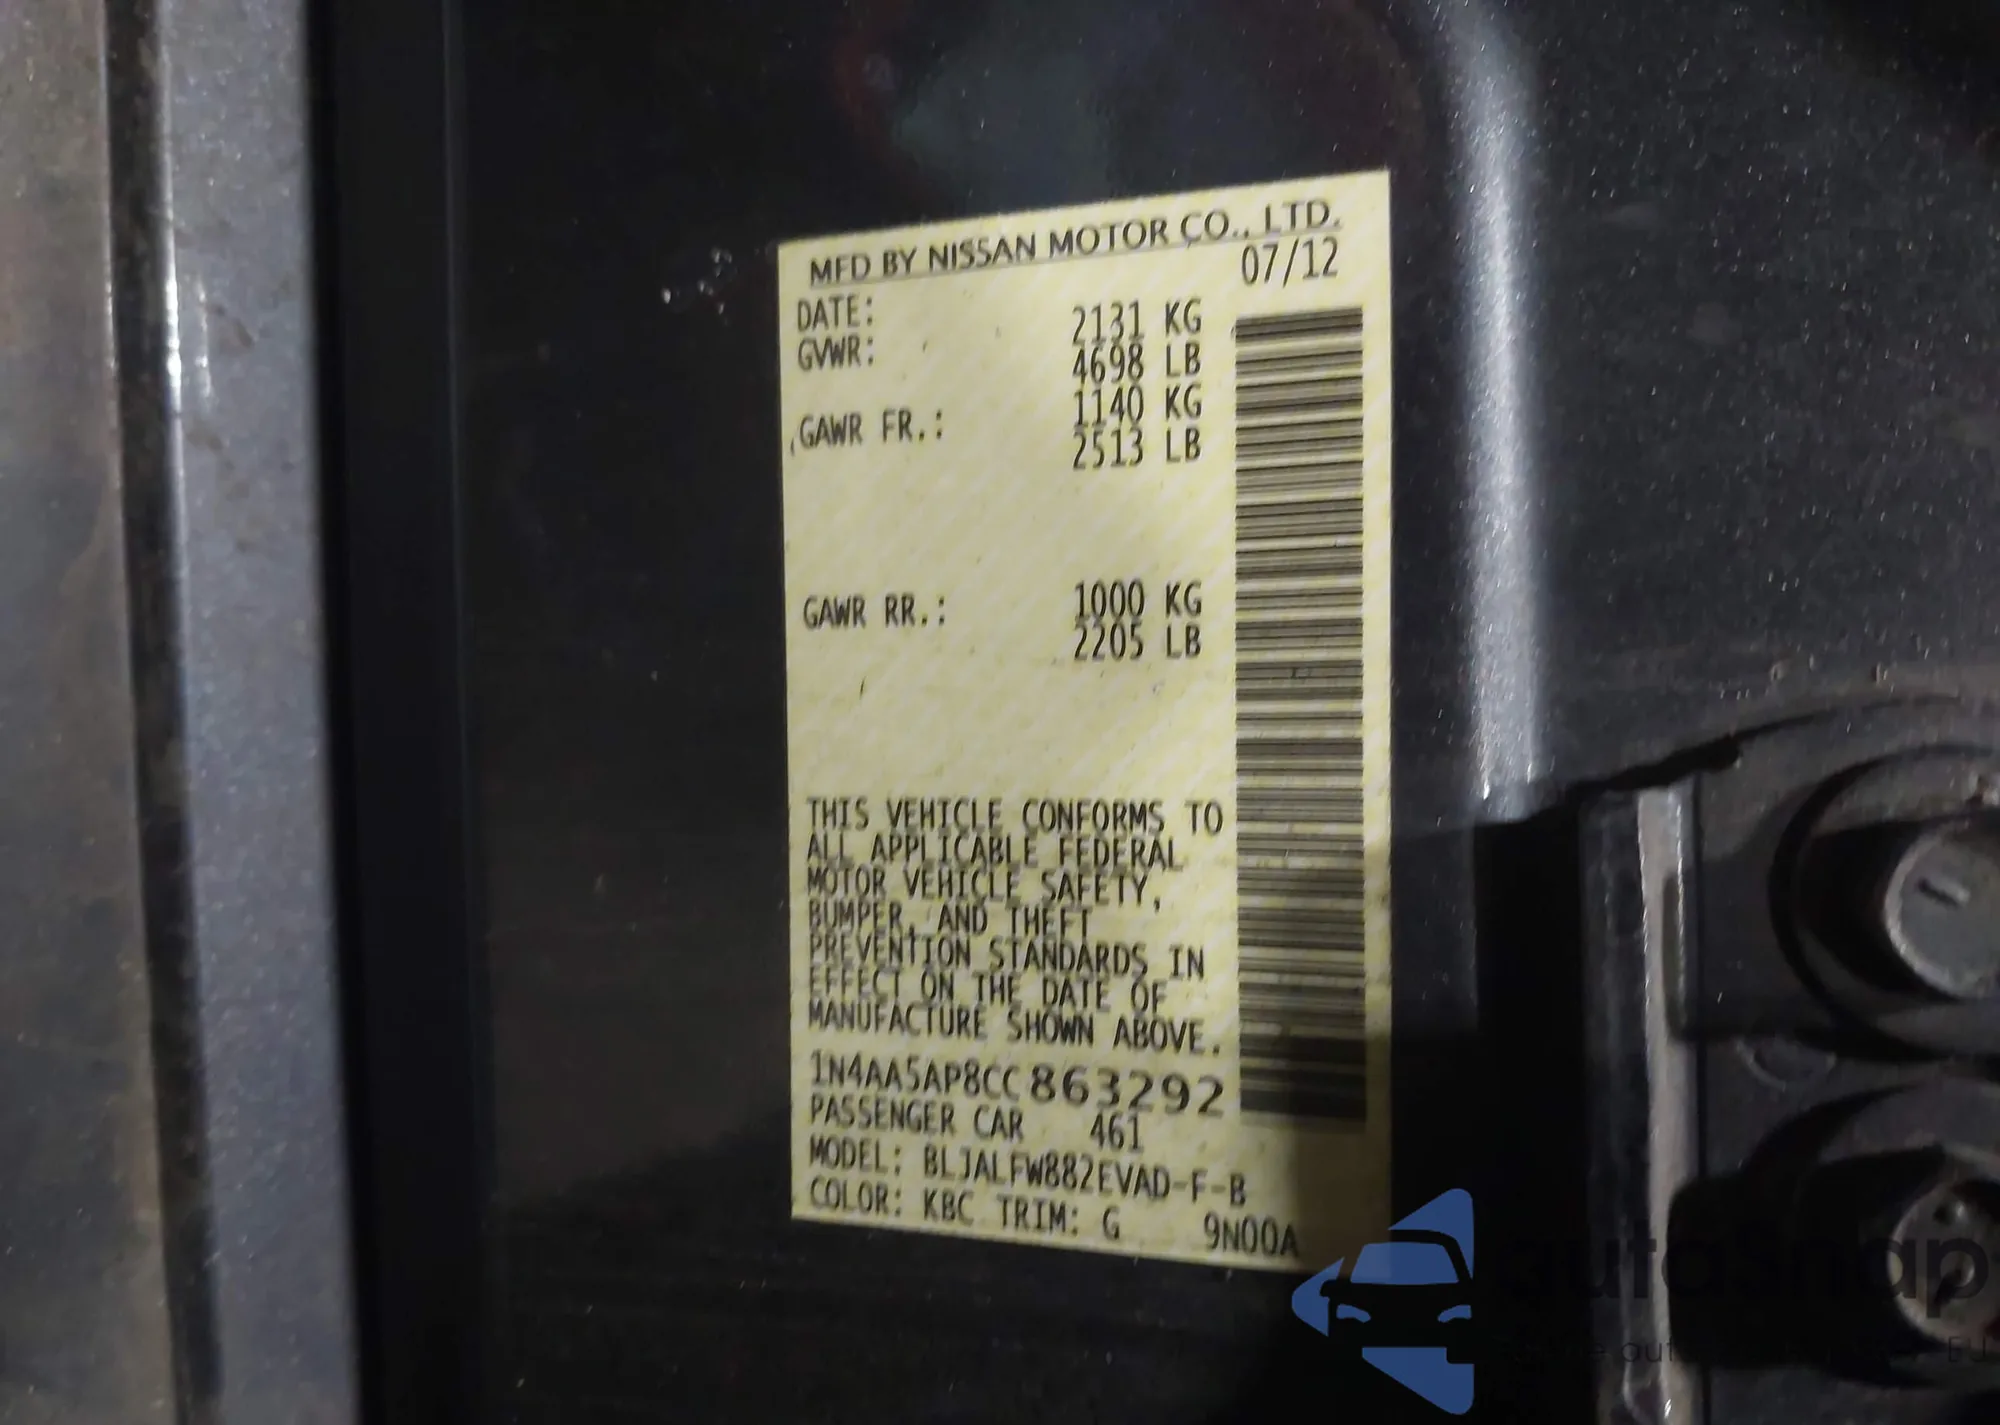 MFD BY NISSAN MOTOR CO., LTD.
DATE: 07/12
GVWR: 2131 KG
4698 LB
GAWR FR.: 1140 KG
2513 LB
GAWR RR.: 1000 KG
2205 LB
THIS VEHICLE CONFORMS TO
ALL APPLICABLE FEDERAL
MOTOR VEHICLE SAFETY,
BUMPER, AND THEFT
PREVENTION STANDARDS IN
EFFECT ON THE DATE OF
MANUFACTURE SHOWN ABOVE.
1N4AA5AP8CC863292
PASSENGER CAR 461
MODEL: BLJALFW882EVAD-F-B
COLOR: KBC TRIM: G 9N00A
autosnap
EU